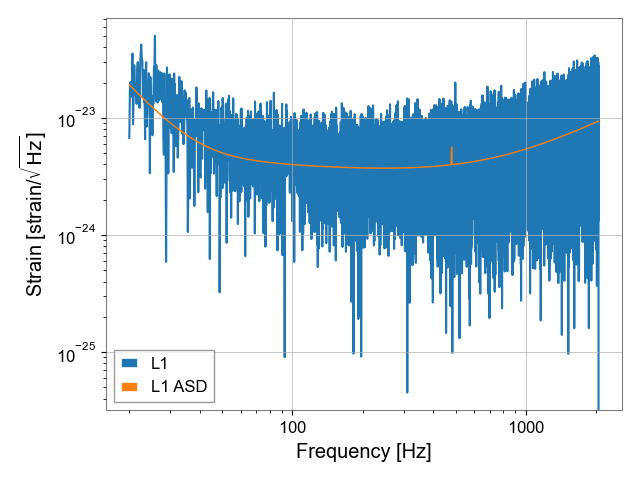 Strain [strain/√Hz]
10⁻²³
10⁻²⁴
10⁻²⁵
L1
L1 ASD
100
1000
Frequency [Hz]